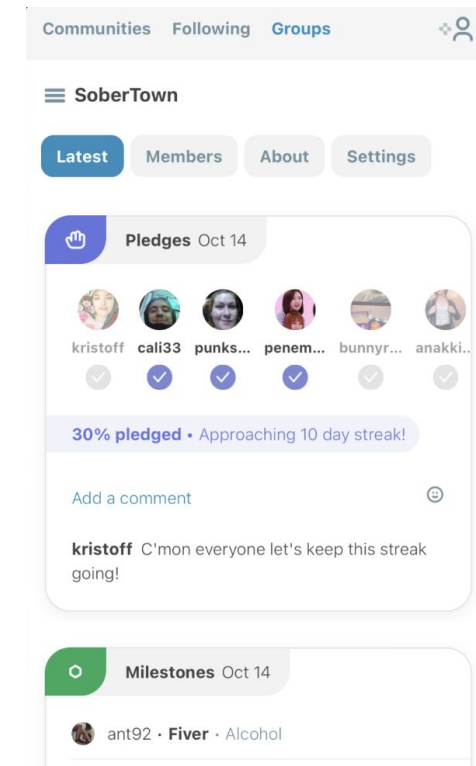 Communities Following Groups
SoberTown
Latest Members About Settings
Pledges Oct 14
kristoff cali33 punks... penem... bunnyr... anakki..
30% pledged • Approaching 10 day streak!
Add a comment
kristoff C'mon everyone let's keep this streak
going!
Milestones Oct 14
ant92 · Fiver · Alcohol